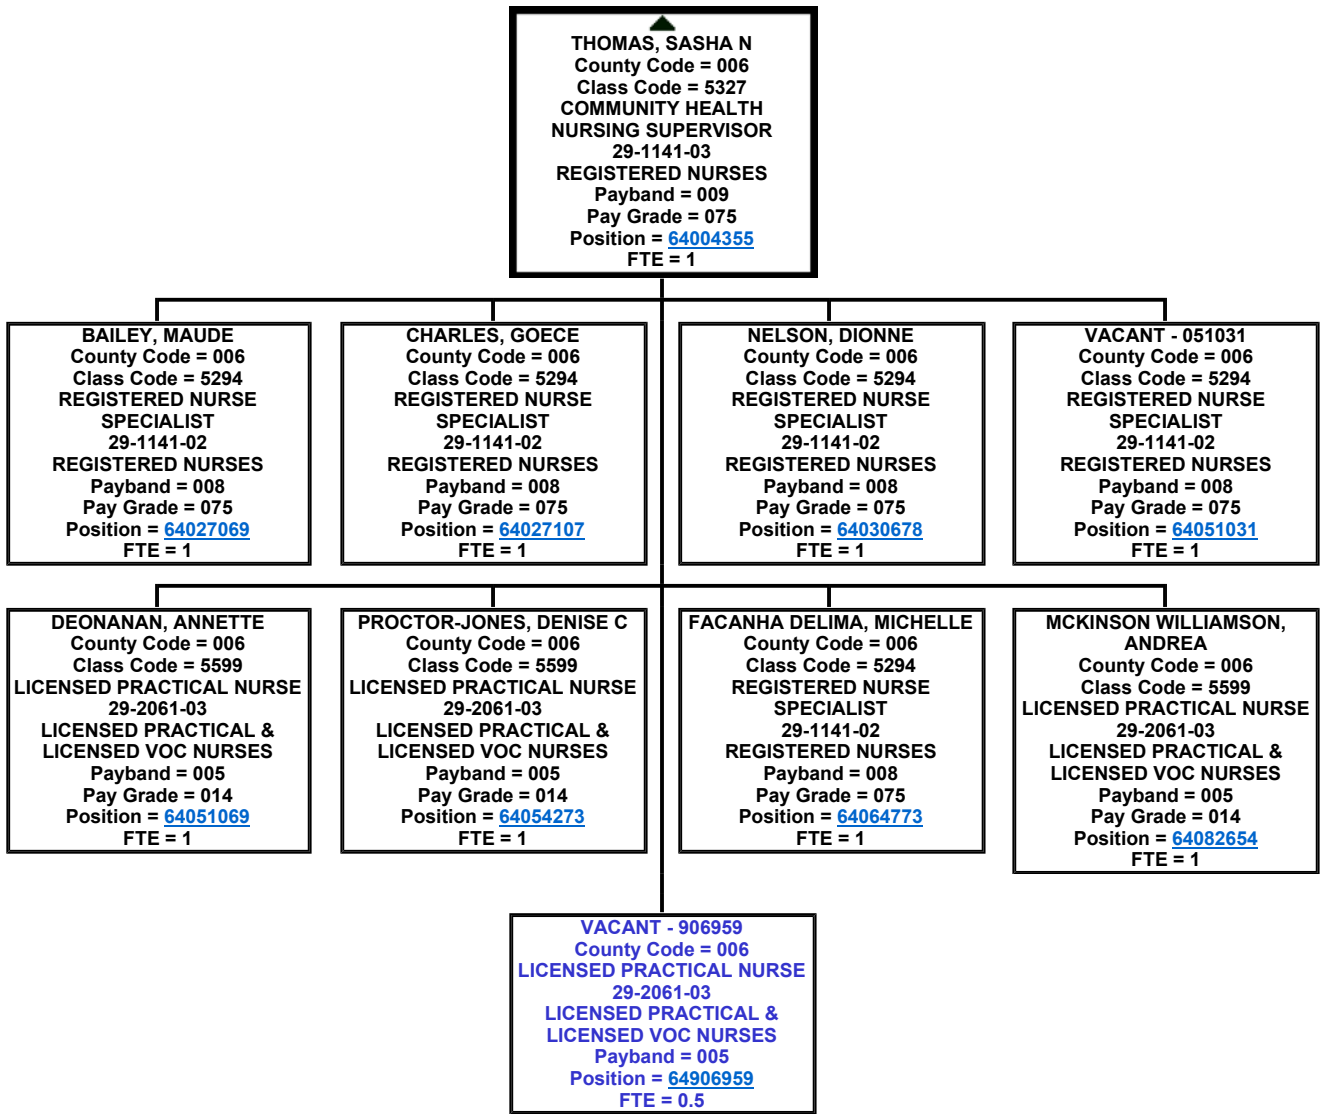 THOMAS, SASHA N
County Code = 006
Class Code = 5327
COMMUNITY HEALTH
NURSING SUPERVISOR
29-1141-03
REGISTERED NURSES
Payband = 009
Pay Grade = 075
Position = 64004355
FTE = 1
BAILEY, MAUDE
County Code = 006
Class Code = 5294
REGISTERED NURSE
SPECIALIST
29-1141-02
REGISTERED NURSES
Payband = 008
Pay Grade = 075
Position = 64027069
FTE = 1
CHARLES, GOECE
County Code = 006
Class Code = 5294
REGISTERED NURSE
SPECIALIST
29-1141-02
REGISTERED NURSES
Payband = 008
Pay Grade = 075
Position = 64027107
FTE = 1
NELSON, DIONNE
County Code = 006
Class Code = 5294
REGISTERED NURSE
SPECIALIST
29-1141-02
REGISTERED NURSES
Payband = 008
Pay Grade = 075
Position = 64030678
FTE = 1
VACANT - 051031
County Code = 006
Class Code = 5294
REGISTERED NURSE
SPECIALIST
29-1141-02
REGISTERED NURSES
Payband = 008
Pay Grade = 075
Position = 64051031
FTE = 1
DEONANAN, ANNETTE
County Code = 006
Class Code = 5599
LICENSED PRACTICAL NURSE
29-2061-03
LICENSED PRACTICAL &
LICENSED VOC NURSES
Payband = 005
Pay Grade = 014
Position = 64051069
FTE = 1
PROCTOR-JONES, DENISE C
County Code = 006
Class Code = 5599
LICENSED PRACTICAL NURSE
29-2061-03
LICENSED PRACTICAL &
LICENSED VOC NURSES
Payband = 005
Pay Grade = 014
Position = 64054273
FTE = 1
FACANHA DELIMA, MICHELLE
County Code = 006
Class Code = 5294
REGISTERED NURSE
SPECIALIST
29-1141-02
REGISTERED NURSES
Payband = 008
Pay Grade = 075
Position = 64064773
FTE = 1
MCKINSON WILLIAMSON,
ANDREA
County Code = 006
Class Code = 5599
LICENSED PRACTICAL NURSE
29-2061-03
LICENSED PRACTICAL &
LICENSED VOC NURSES
Payband = 005
Pay Grade = 014
Position = 64082654
FTE = 1
VACANT - 906959
County Code = 006
LICENSED PRACTICAL NURSE
29-2061-03
LICENSED PRACTICAL &
LICENSED VOC NURSES
Payband = 005
Position = 64906959
FTE = 0.5